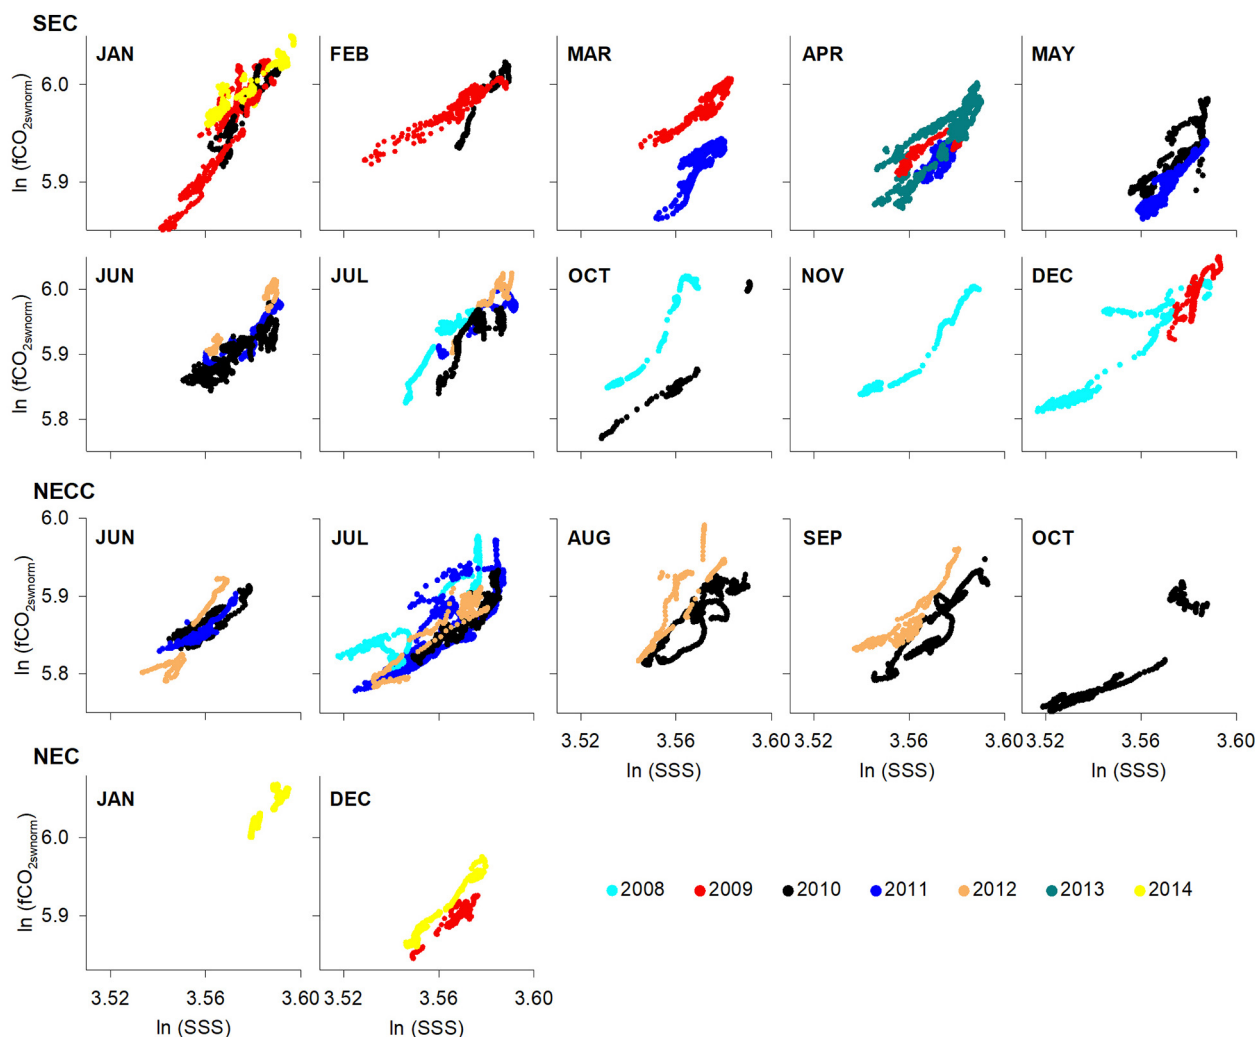 SEC
JAN FEB MAR APR MAY
6.0
5.9
ln (fCO2swnorm)
JUN JUL OCT NOV DEC
6.0
5.9
5.8
ln (fCO2swnorm)
NECC
JUN JUL AUG SEP OCT
6.0
5.9
5.8
ln (fCO2swnorm)
3.52 3.56 3.60 3.52 3.56 3.60 3.52 3.56 3.60
ln (SSS) ln (SSS) ln (SSS)
NEC
JAN DEC
6.0
5.9
ln (fCO2swnorm)
2008 2009 2010 2011 2012 2013 2014
3.52 3.56 3.60 3.52 3.56 3.60
ln (SSS) ln (SSS)